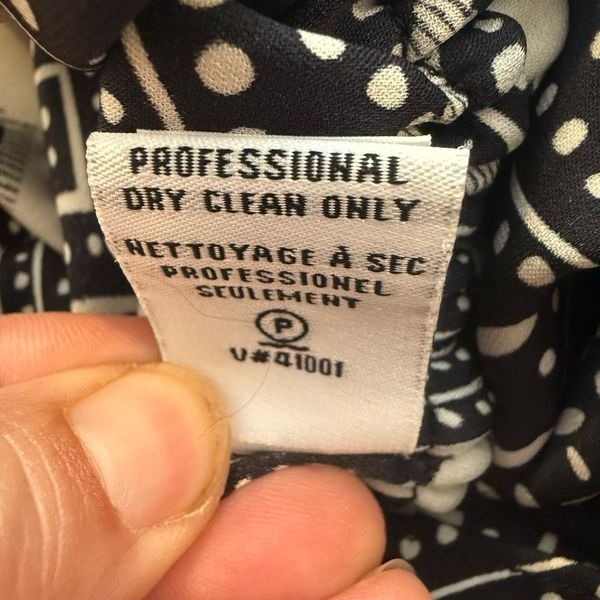 PROFESSIONAL
DRY CLEAN ONLY
NETTOYAGE À SEC
PROFESSIONEL
SEULEMENT
P
V#41001